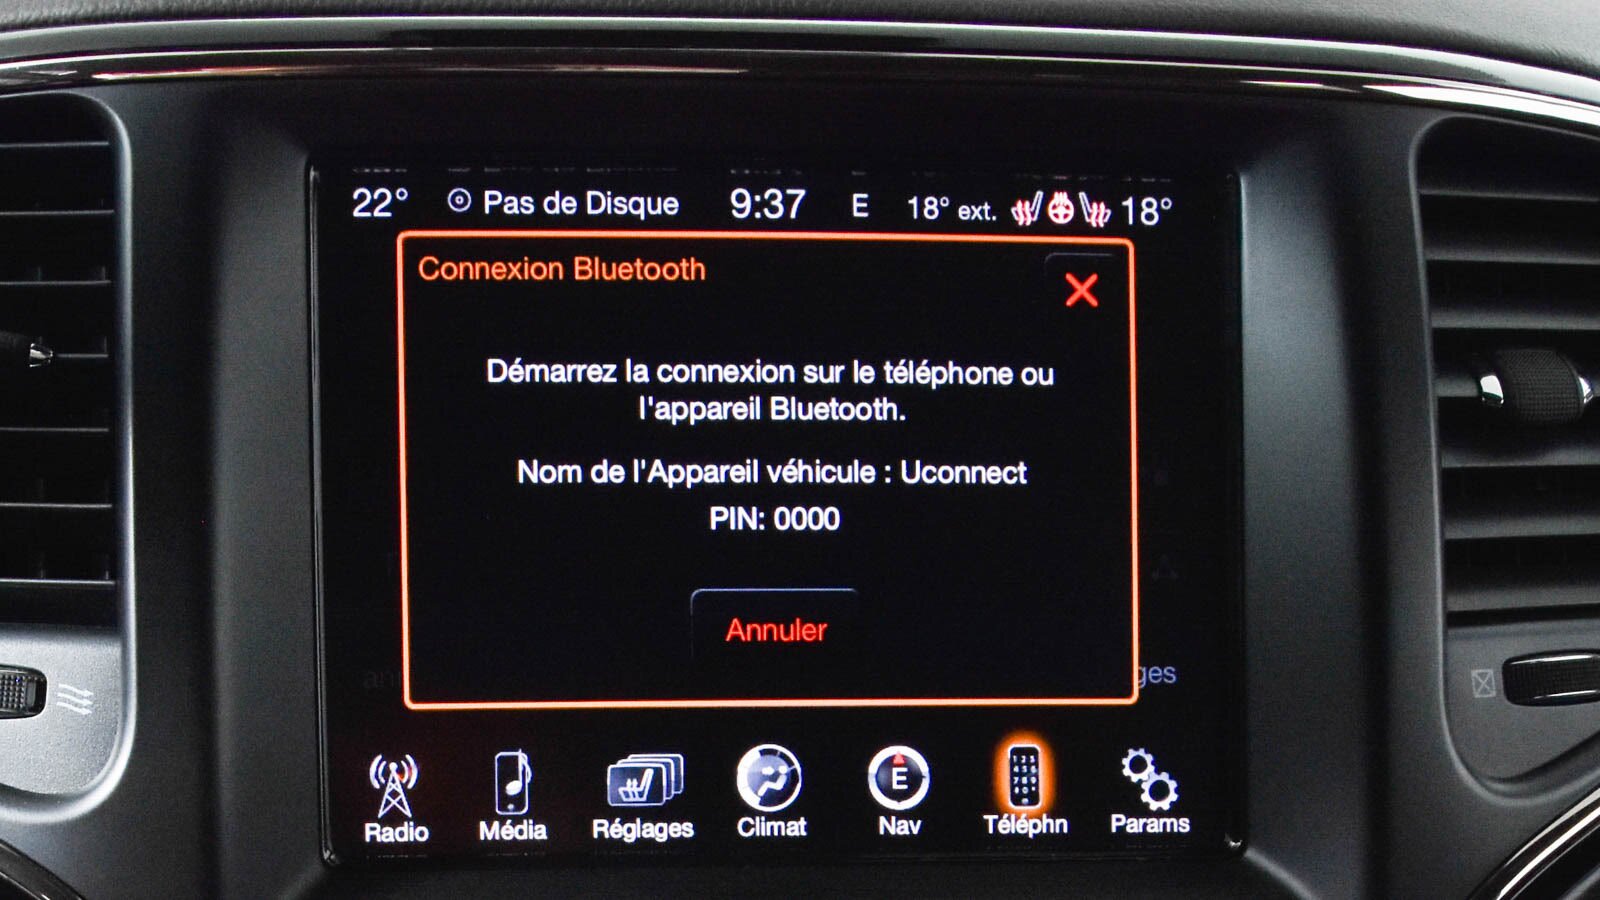 22° Pas de Disque 9:37 E 18° ext. 18°
Connexion Bluetooth
Démarrez la connexion sur le téléphone ou
l'appareil Bluetooth.
Nom de l'Appareil véhicule : Uconnect
PIN: 0000
Annuler
Radio Média Réglages Climat Nav Téléphn Params